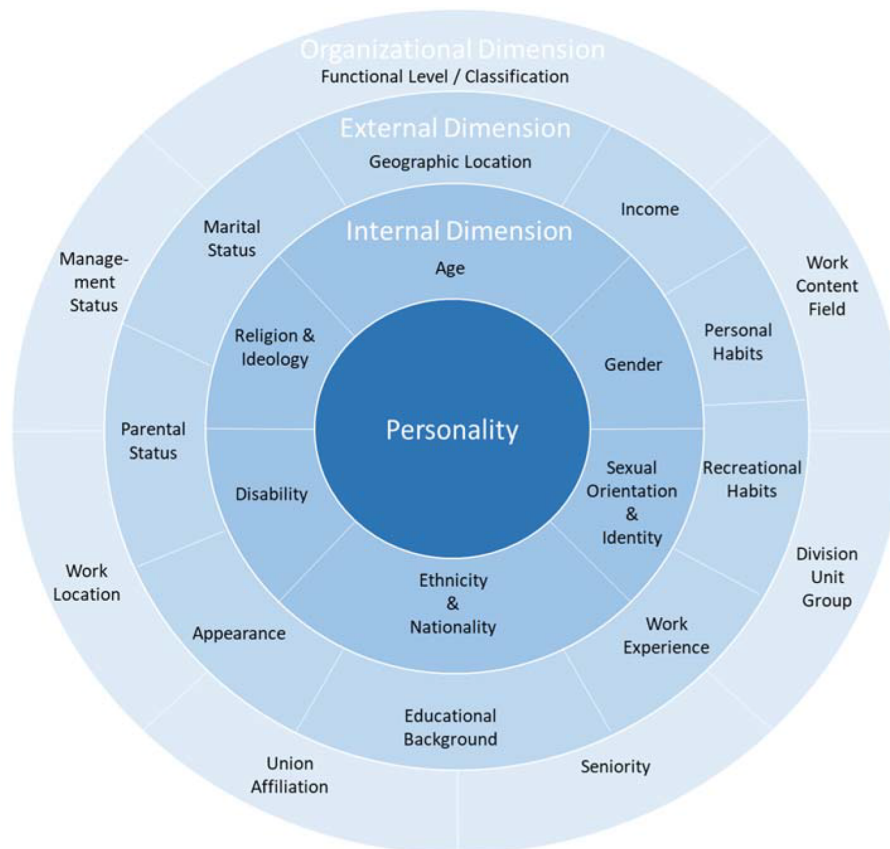 Organizational Dimension
Functional Level / Classification
External Dimension
Geographic Location
Income
Marital
Status
Internal Dimension
Age
Manage-
ment
Status
Work
Content
Field
Religion &
Ideology
Personal
Habits
Gender
Personality
Parental
Status
Recreational
Habits
Sexual
Orientation
&
Identity
Disability
Division
Unit
Group
Work
Location
Ethnicity
&
Nationality
Appearance
Work
Experience
Educational
Background
Union
Affiliation
Seniority